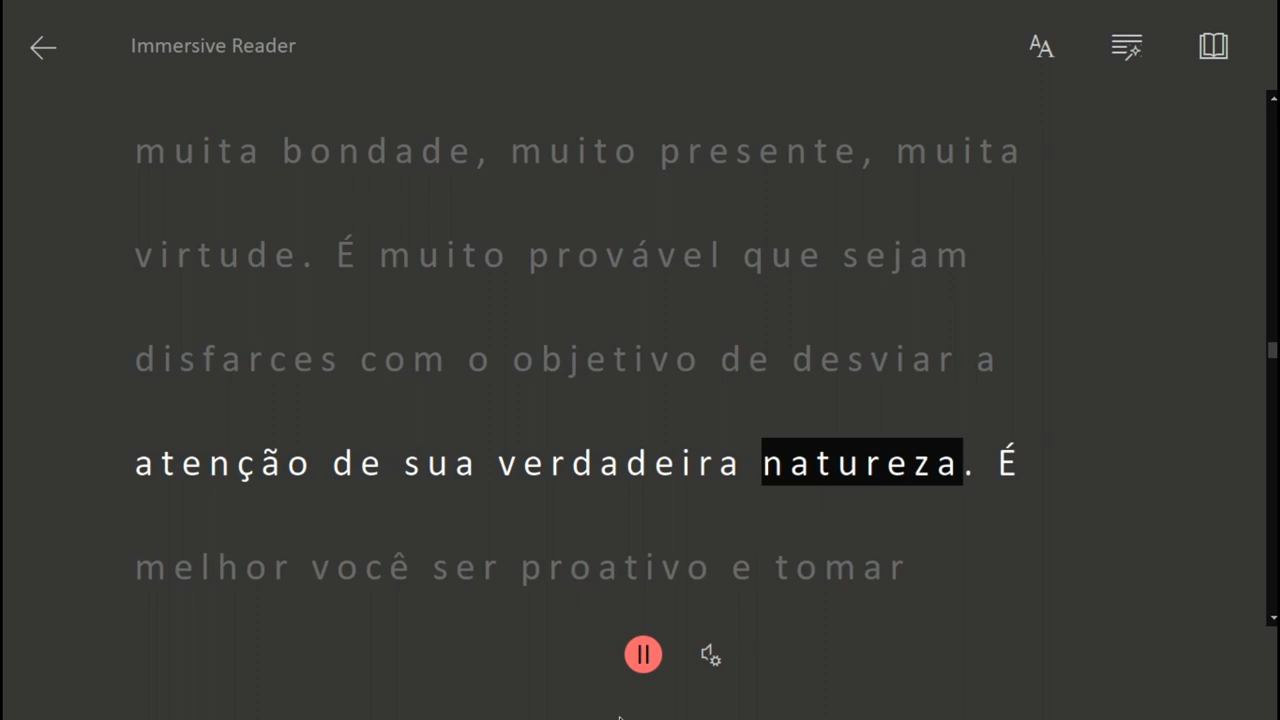 Immersive Reader
muita bondade, muito presente, muita
virtude. É muito provável que sejam
disfarces com o objetivo de desviar a
atenção de sua verdadeira natureza. É
melhor você ser proativo e tomar